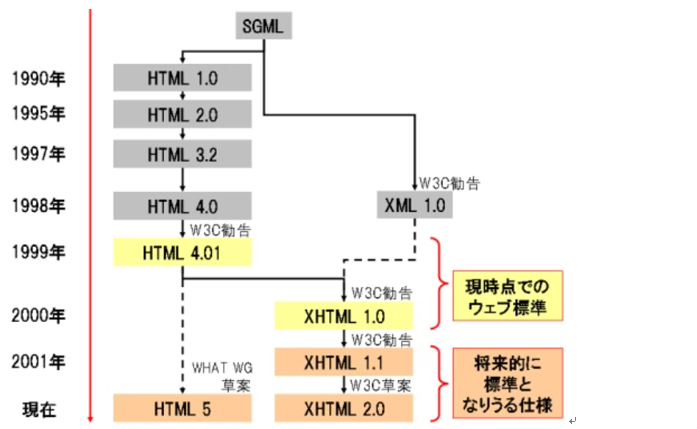 SGML
1990年
HTML 1.0
1995年
HTML 2.0
1997年
HTML 3.2
W3C勧告
1998年
HTML 4.0
XML 1.0
W3C勧告
1999年
HTML 4.01
現時点での
ウェブ標準
W3C勧告
2000年
XHTML 1.0
W3C勧告
2001年
XHTML 1.1
WHAT WG
草案
W3C草案
将来的に
標準と
なりうる仕様
現在
HTML 5
XHTML 2.0